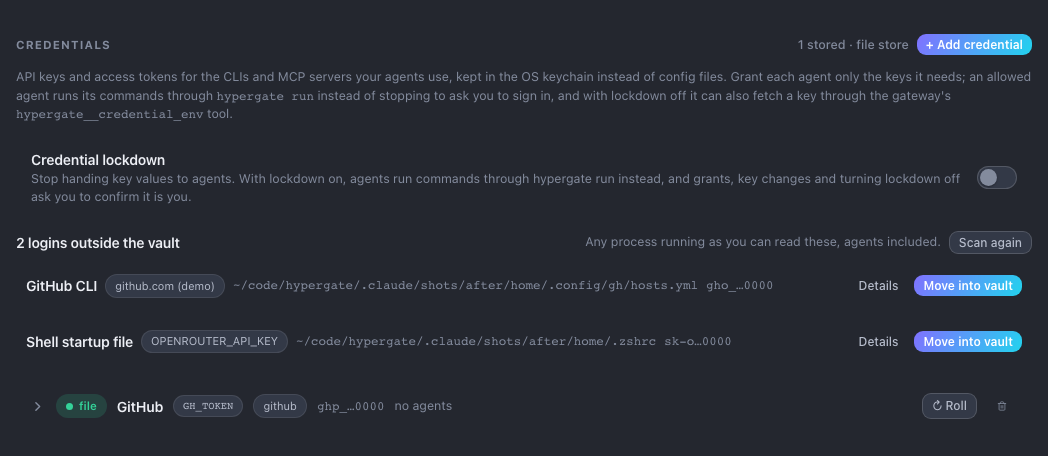 CREDENTIALS
1 stored · file store
+ Add credential
API keys and access tokens for the CLIs and MCP servers your agents use, kept in the OS keychain instead of config files. Grant each agent only the keys it needs; an allowed
agent runs its commands through hypergate run instead of stopping to ask you to sign in, and with lockdown off it can also fetch a key through the gateway's
hypergate__credential_env tool.
Credential lockdown
Stop handing key values to agents. With lockdown on, agents run commands through hypergate run instead, and grants, key changes and turning lockdown off
ask you to confirm it is you.
2 logins outside the vault
Any process running as you can read these, agents included.
Scan again
GitHub CLI github.com (demo) ~/code/hypergate/.claude/shots/after/home/.config/gh/hosts.yml gho_…0000 Details Move into vault
Shell startup file OPENROUTER_API_KEY ~/code/hypergate/.claude/shots/after/home/.zshrc sk-o…0000 Details Move into vault
file GitHub GH_TOKEN github ghp_…0000 no agents Roll